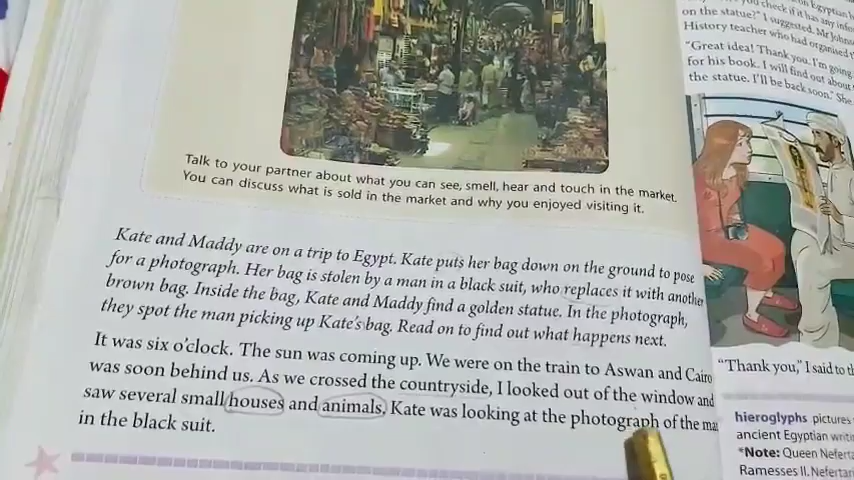 Talk to your partner about what you can see, smell, hear and touch in the market.
You can discuss what is sold in the market and why you enjoyed visiting it.
Kate and Maddy are on a trip to Egypt. Kate puts her bag down on the ground to pose
for a photograph. Her bag is stolen by a man in a black suit, who replaces it with another
brown bag. Inside the bag, Kate and Maddy find a golden statue. In the photograph,
they spot the man picking up Kate's bag. Read on to find out what happens next.
It was six o'clock. The sun was coming up. We were on the train to Aswan and Cairo
was soon behind us. As we crossed the countryside, I looked out of the window and
saw several small houses and animals. Kate was looking at the photograph of the
in the black suit.
on Egyptian
you check if it has any
on the statue?" I suggested. Mr
History teacher who had organised
"Great idea! Thank you. I'm going
for his book. I will find out about
the statue. I'll be back soon." She
"Thank you," I said to
hieroglyphs pictures
ancient Egyptian
*Note: Queen
Ramesses II.